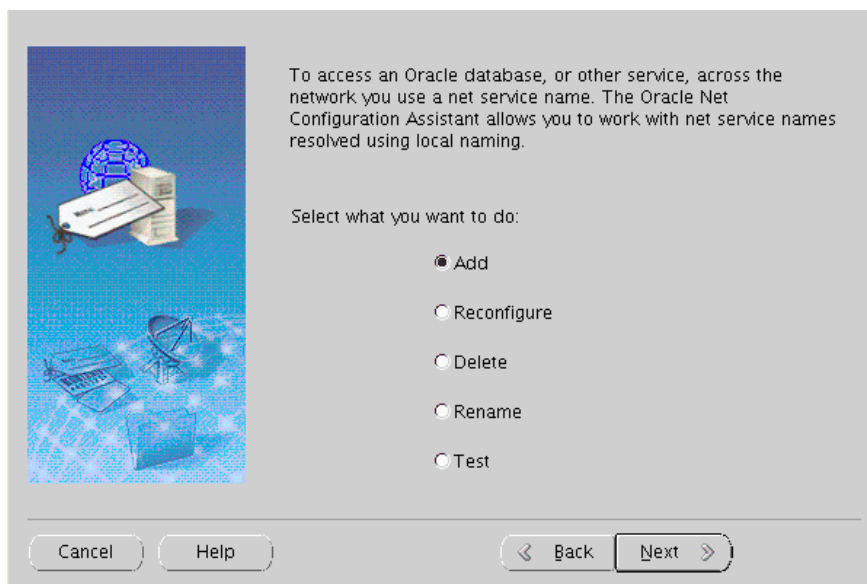 To access an Oracle database, or other service, across the
network you use a net service name. The Oracle Net
Configuration Assistant allows you to work with net service names
resolved using local naming.
Select what you want to do:
Add
Reconfigure
Delete
Rename
Test
Cancel
Help
Back
Next